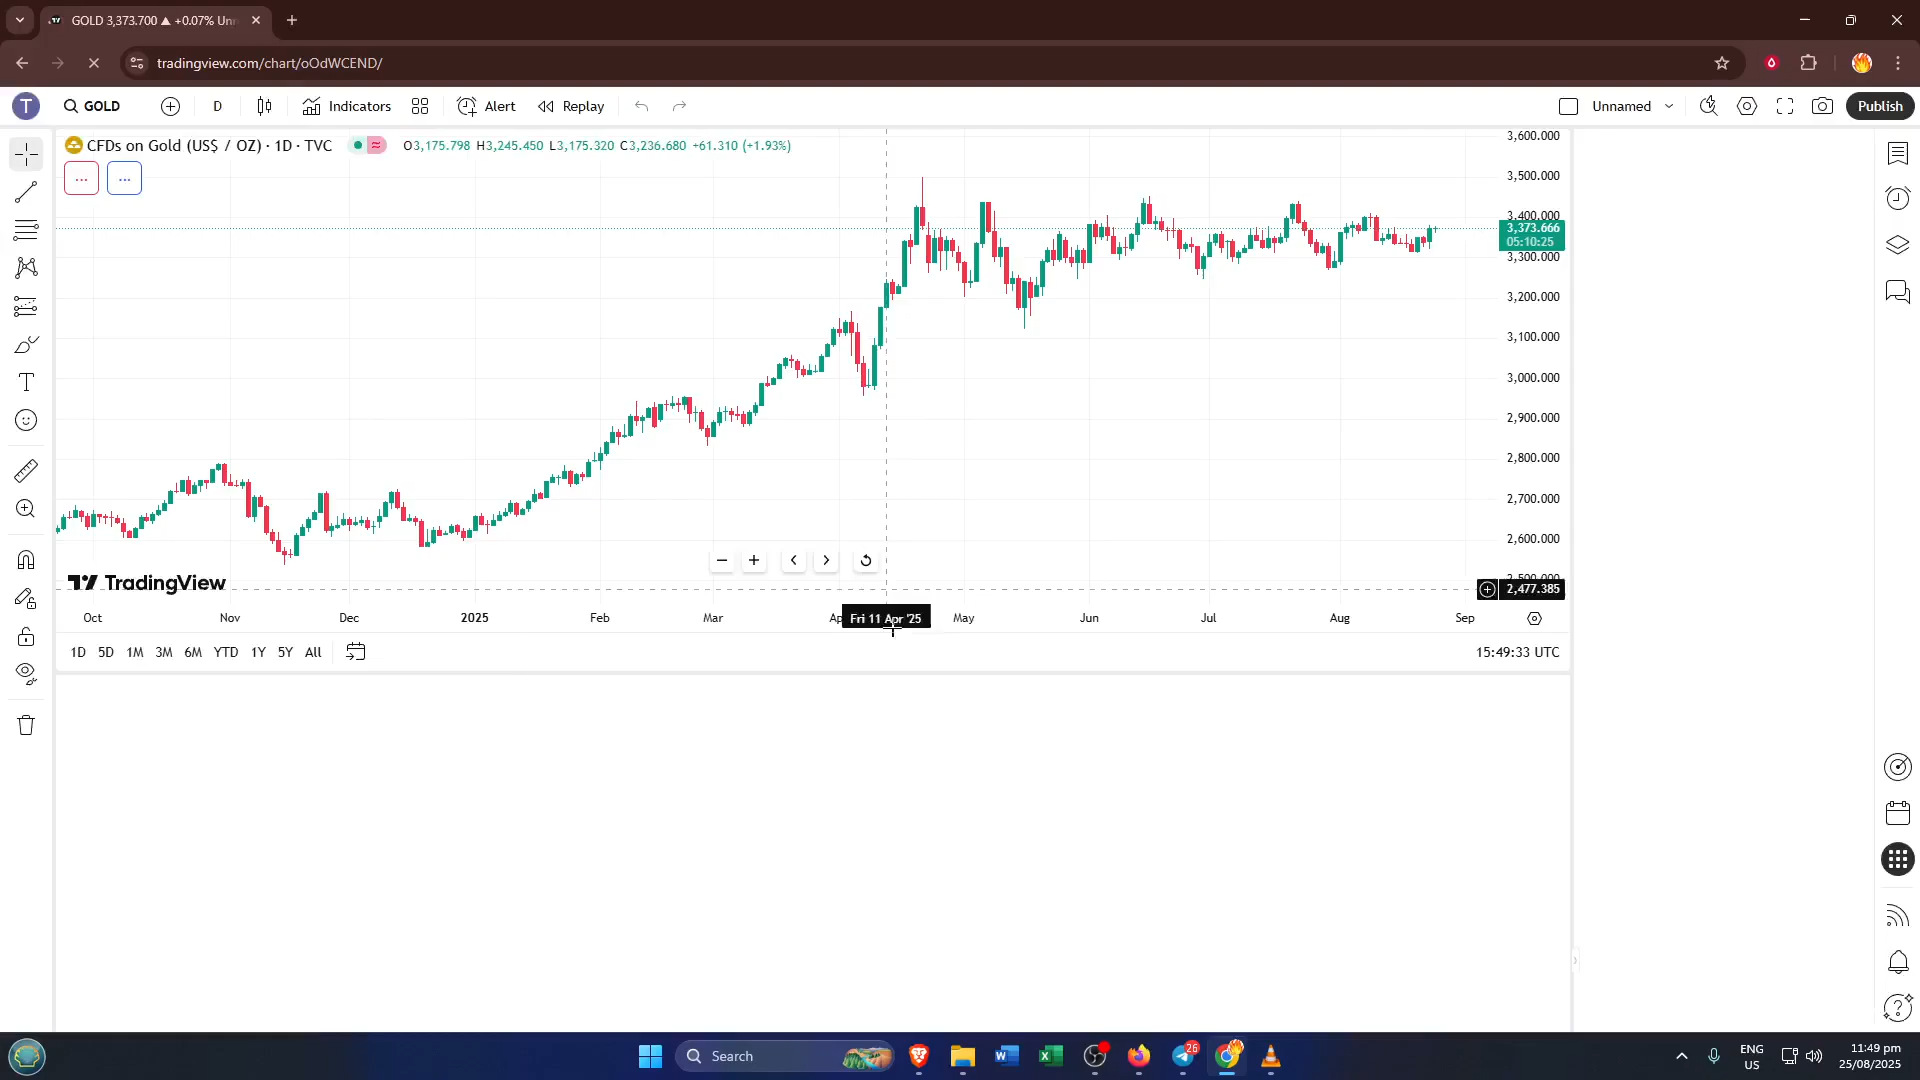 GOLD 3,373.700 ▲ +0.07% Unn
tradingview.com/chart/oOdWCEND/
T
GOLD
D
Indicators
Alert
Replay
Unnamed
Publish
CFDs on Gold (US$ / OZ) · 1D · TVC
O3,175.798 H3,245.450 L3,175.320 C3,236.680 +61.310 (+1.93%)
3,600.000
3,500.000
3,400.000
3,373.666
05:10:25
3,300.000
3,200.000
3,100.000
3,000.000
2,900.000
2,800.000
2,700.000
2,600.000
2,500.000
2,477.385
TradingView
Oct Nov Dec 2025 Feb Mar Ap Fri 11 Apr '25 May Jun Jul Aug Sep
1D 5D 1M 3M 6M YTD 1Y 5Y All
15:49:33 UTC
Search
26
ENG
US
11:49 pm
25/08/2025